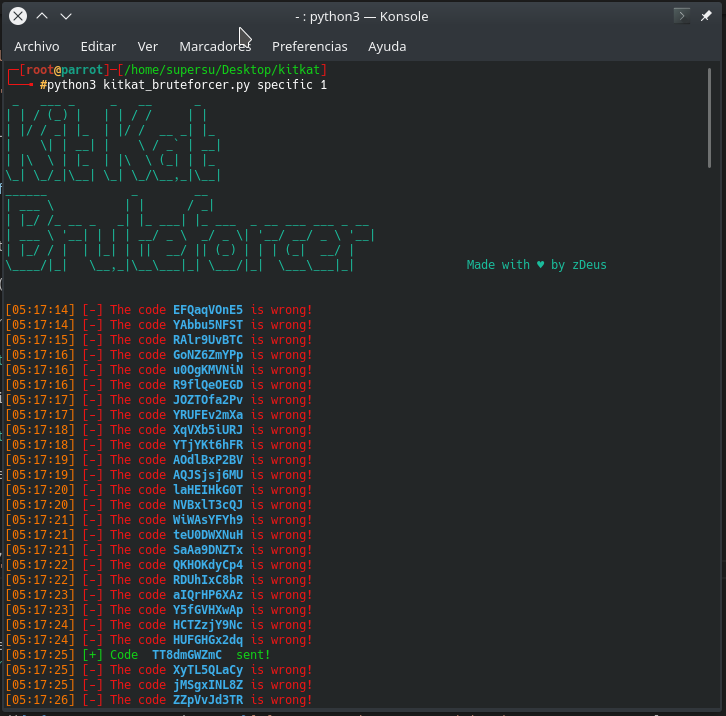 - : python3 — Konsole
Archivo Editar Ver Marcadores Preferencias Ayuda
┌─[root@parrot]─[/home/supersu/Desktop/kitkat]
└──╼ #python3 kitkat_bruteforcer.py specific 1
KitKat
Bruteforcer
Made with ♥ by zDeus
[05:17:14] [-] The code EFQaqVOnE5 is wrong!
[05:17:14] [-] The code YAbbu5NFST is wrong!
[05:17:15] [-] The code RAlr9UvBTC is wrong!
[05:17:16] [-] The code GoNZ6ZmYPp is wrong!
[05:17:16] [-] The code u0OgKMVNiN is wrong!
[05:17:16] [-] The code R9flQeOEGD is wrong!
[05:17:17] [-] The code JOZTOfa2Pv is wrong!
[05:17:17] [-] The code YRUFEv2mXa is wrong!
[05:17:18] [-] The code XqVXb5iURJ is wrong!
[05:17:18] [-] The code YTjYKt6hFR is wrong!
[05:17:19] [-] The code AOdlBxP2BV is wrong!
[05:17:19] [-] The code AQJSjsj6MU is wrong!
[05:17:20] [-] The code laHEIHkG0T is wrong!
[05:17:20] [-] The code NVBxlT3cQJ is wrong!
[05:17:21] [-] The code WiWAsYFYh9 is wrong!
[05:17:21] [-] The code teU0DWXNuH is wrong!
[05:17:21] [-] The code SaAa9DNZTx is wrong!
[05:17:22] [-] The code QKHOKdyCp4 is wrong!
[05:17:22] [-] The code RDUhIxC8bR is wrong!
[05:17:23] [-] The code aIQrHP6XAz is wrong!
[05:17:23] [-] The code Y5fGVHXwAp is wrong!
[05:17:24] [-] The code HCTZzjY9Nc is wrong!
[05:17:24] [-] The code HUFGHGx2dq is wrong!
[05:17:25] [+] Code TT8dmGWZmC sent!
[05:17:25] [-] The code XyTL5QLaCy is wrong!
[05:17:25] [-] The code jMSgxINL8Z is wrong!
[05:17:26] [-] The code ZZpVvJd3TR is wrong!